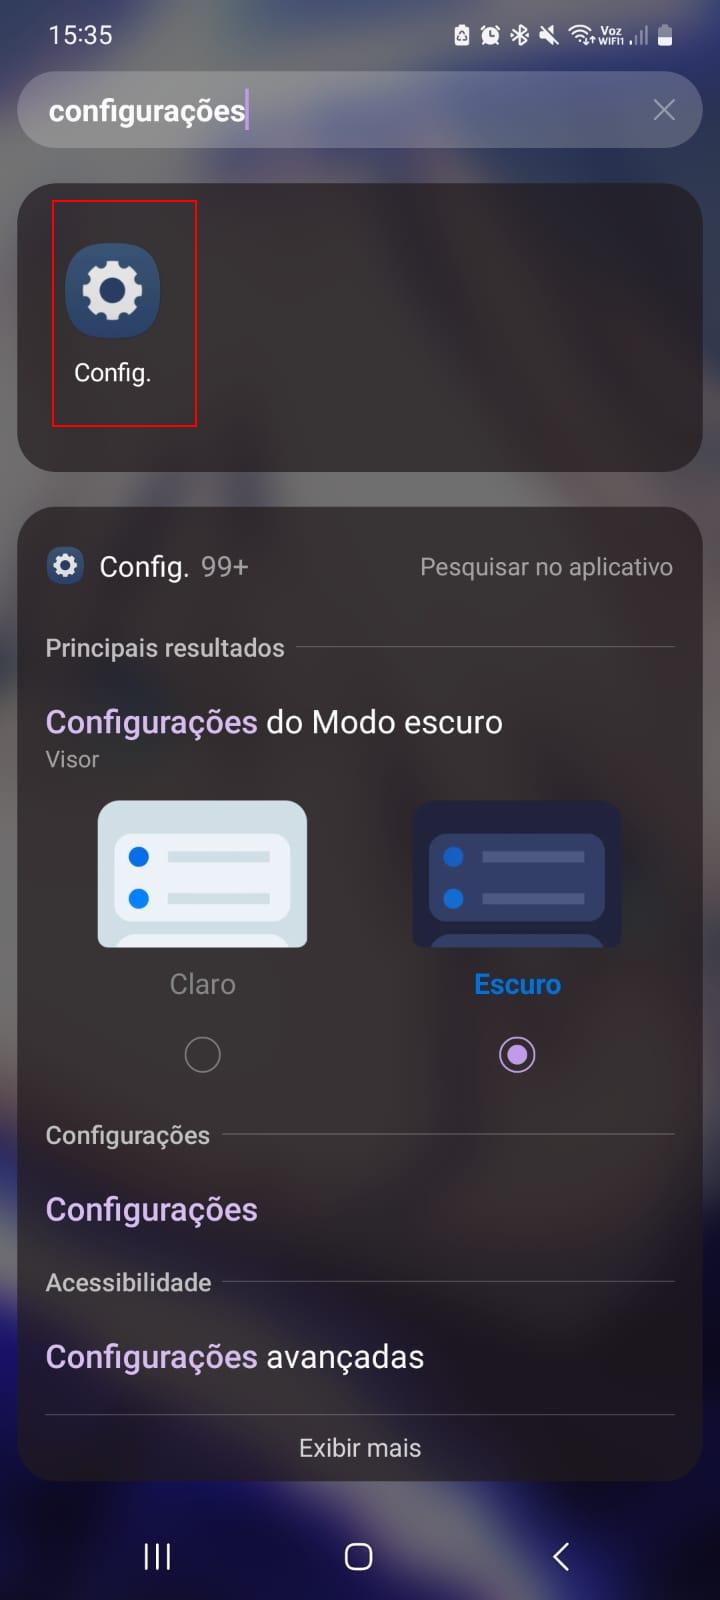 15:35
Voz
WIFI1
configurações
Config.
Config. 99+ Pesquisar no aplicativo
Principais resultados
Configurações do Modo escuro
Visor
Claro Escuro
Configurações
Configurações
Acessibilidade
Configurações avançadas
Exibir mais